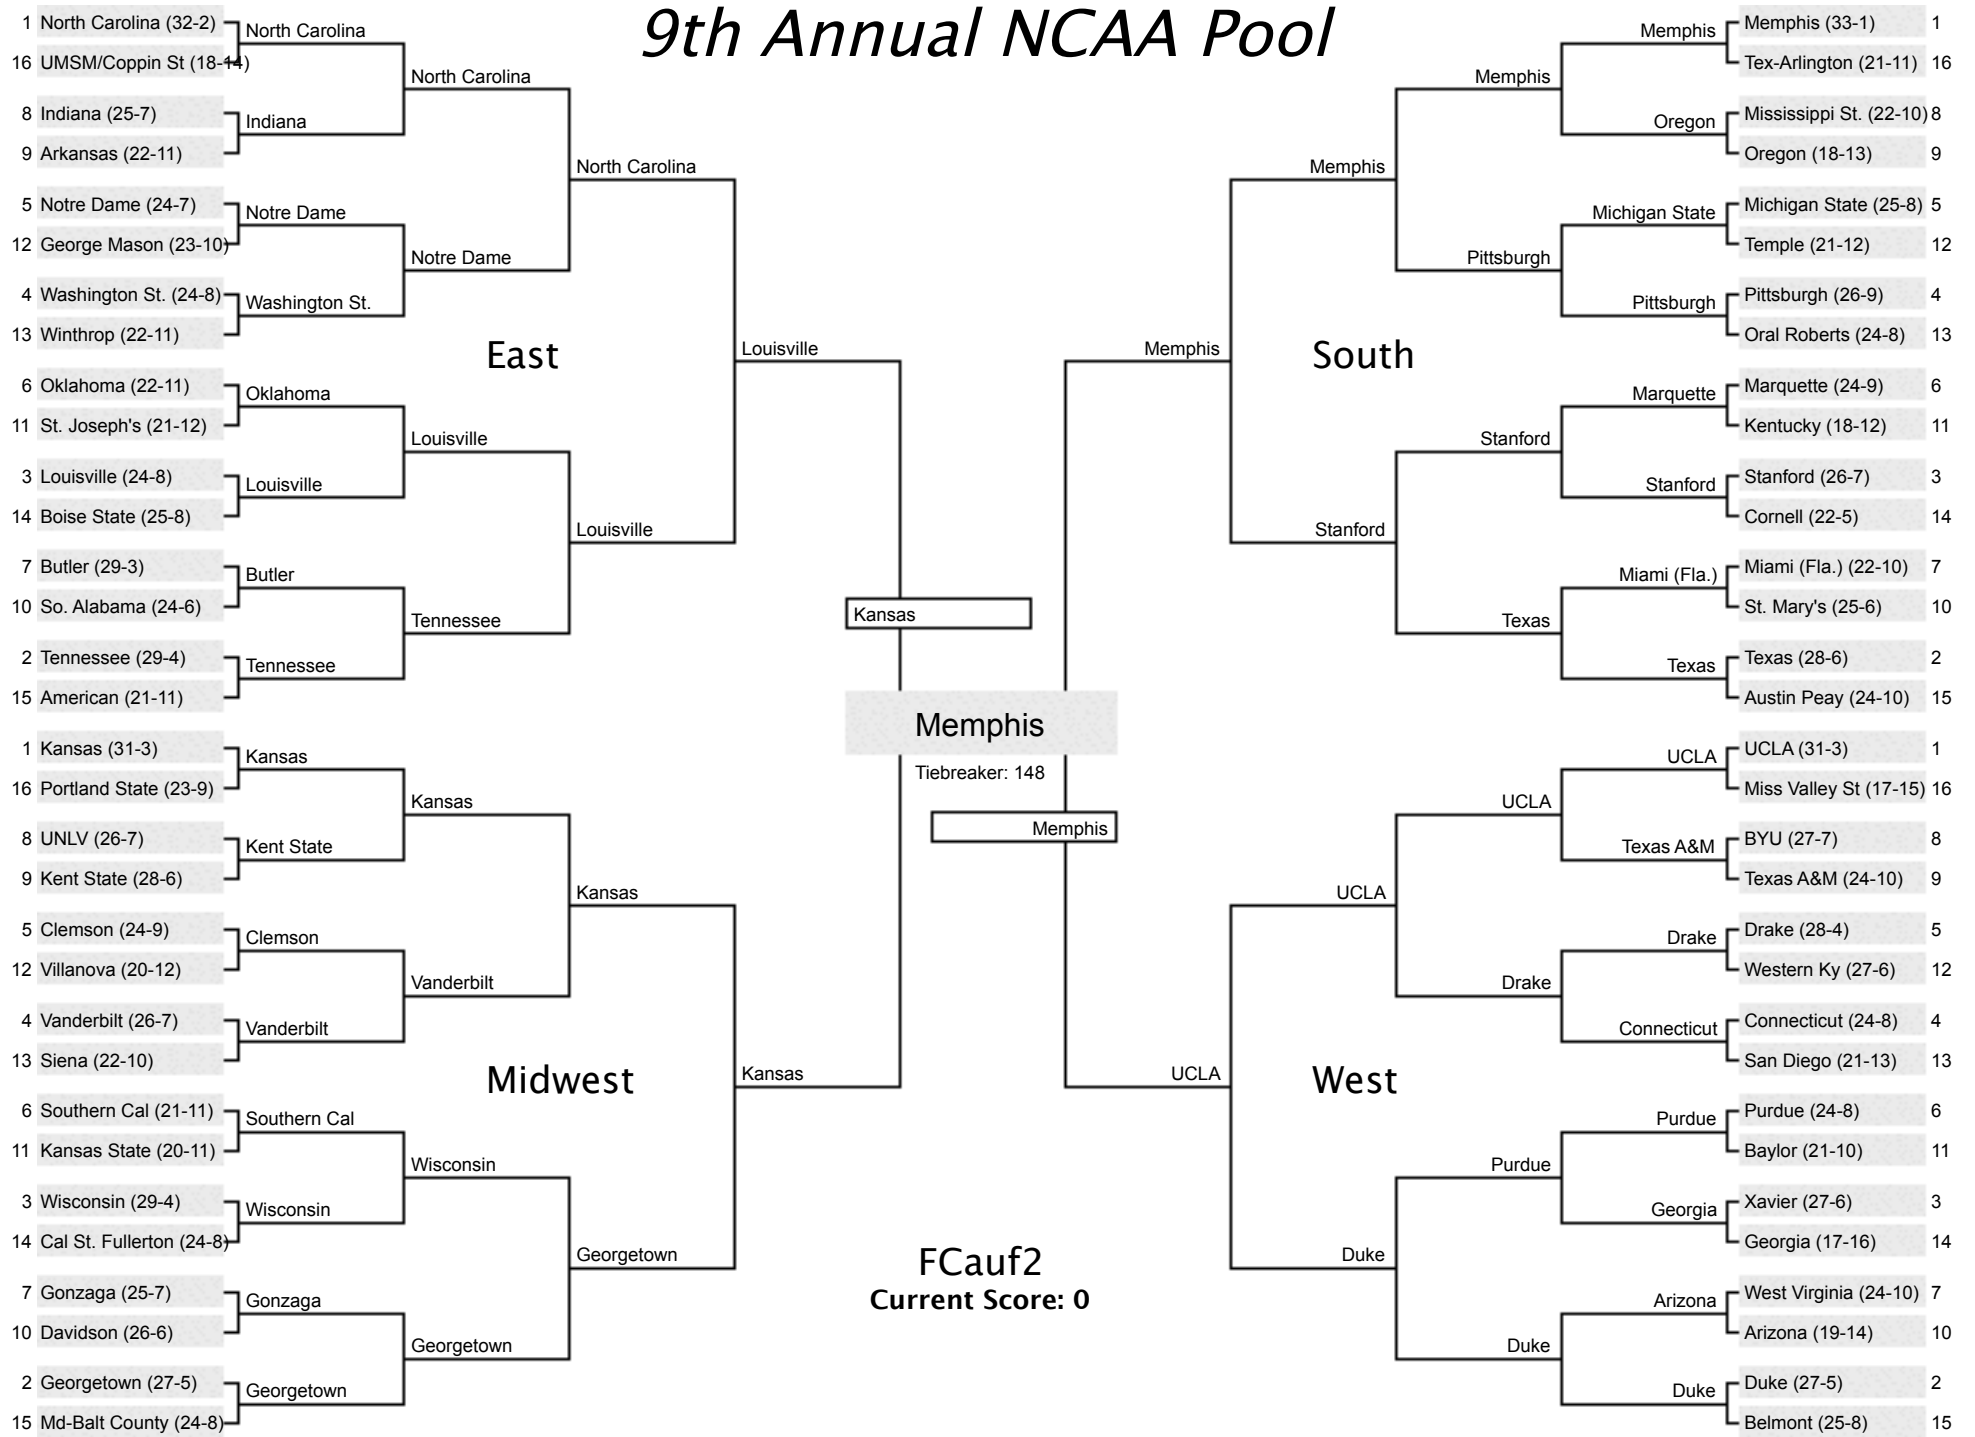 9th Annual NCAA Pool
1 North Carolina (32-2)
16 UMSM/Coppin St (18-14)
8 Indiana (25-7)
9 Arkansas (22-11)
5 Notre Dame (24-7)
12 George Mason (23-10)
4 Washington St. (24-8)
13 Winthrop (22-11)
6 Oklahoma (22-11)
11 St. Joseph's (21-12)
3 Louisville (24-8)
14 Boise State (25-8)
7 Butler (29-3)
10 So. Alabama (24-6)
2 Tennessee (29-4)
15 American (21-11)
North Carolina
Indiana
Notre Dame
Washington St.
Oklahoma
Louisville
Butler
Tennessee
North Carolina
Notre Dame
Louisville
Tennessee
North Carolina
Louisville
East
Louisville
1 Kansas (31-3)
16 Portland State (23-9)
8 UNLV (26-7)
9 Kent State (28-6)
5 Clemson (24-9)
12 Villanova (20-12)
4 Vanderbilt (26-7)
13 Siena (22-10)
6 Southern Cal (21-11)
11 Kansas State (20-11)
3 Wisconsin (29-4)
14 Cal St. Fullerton (24-8)
7 Gonzaga (25-7)
10 Davidson (26-6)
2 Georgetown (27-5)
15 Md-Balt County (24-8)
Kansas
Kent State
Clemson
Vanderbilt
Southern Cal
Wisconsin
Gonzaga
Georgetown
Kansas
Vanderbilt
Wisconsin
Georgetown
Kansas
Georgetown
Midwest
Kansas
Kansas
Memphis
Tiebreaker: 148
Memphis
FCauf2
Current Score: 0
Memphis
South
Memphis
Stanford
Memphis
Pittsburgh
Stanford
Texas
Memphis
Oregon
Michigan State
Pittsburgh
Marquette
Stanford
Miami (Fla.)
Texas
Memphis (33-1) 1
Tex-Arlington (21-11) 16
Mississippi St. (22-10) 8
Oregon (18-13) 9
Michigan State (25-8) 5
Temple (21-12) 12
Pittsburgh (26-9) 4
Oral Roberts (24-8) 13
Marquette (24-9) 6
Kentucky (18-12) 11
Stanford (26-7) 3
Cornell (22-5) 14
Miami (Fla.) (22-10) 7
St. Mary's (25-6) 10
Texas (28-6) 2
Austin Peay (24-10) 15
UCLA
West
UCLA
Duke
UCLA
Drake
Purdue
Duke
UCLA
Texas A&M
Drake
Connecticut
Purdue
Georgia
Arizona
Duke
UCLA (31-3) 1
Miss Valley St (17-15) 16
BYU (27-7) 8
Texas A&M (24-10) 9
Drake (28-4) 5
Western Ky (27-6) 12
Connecticut (24-8) 4
San Diego (21-13) 13
Purdue (24-8) 6
Baylor (21-10) 11
Xavier (27-6) 3
Georgia (17-16) 14
West Virginia (24-10) 7
Arizona (19-14) 10
Duke (27-5) 2
Belmont (25-8) 15